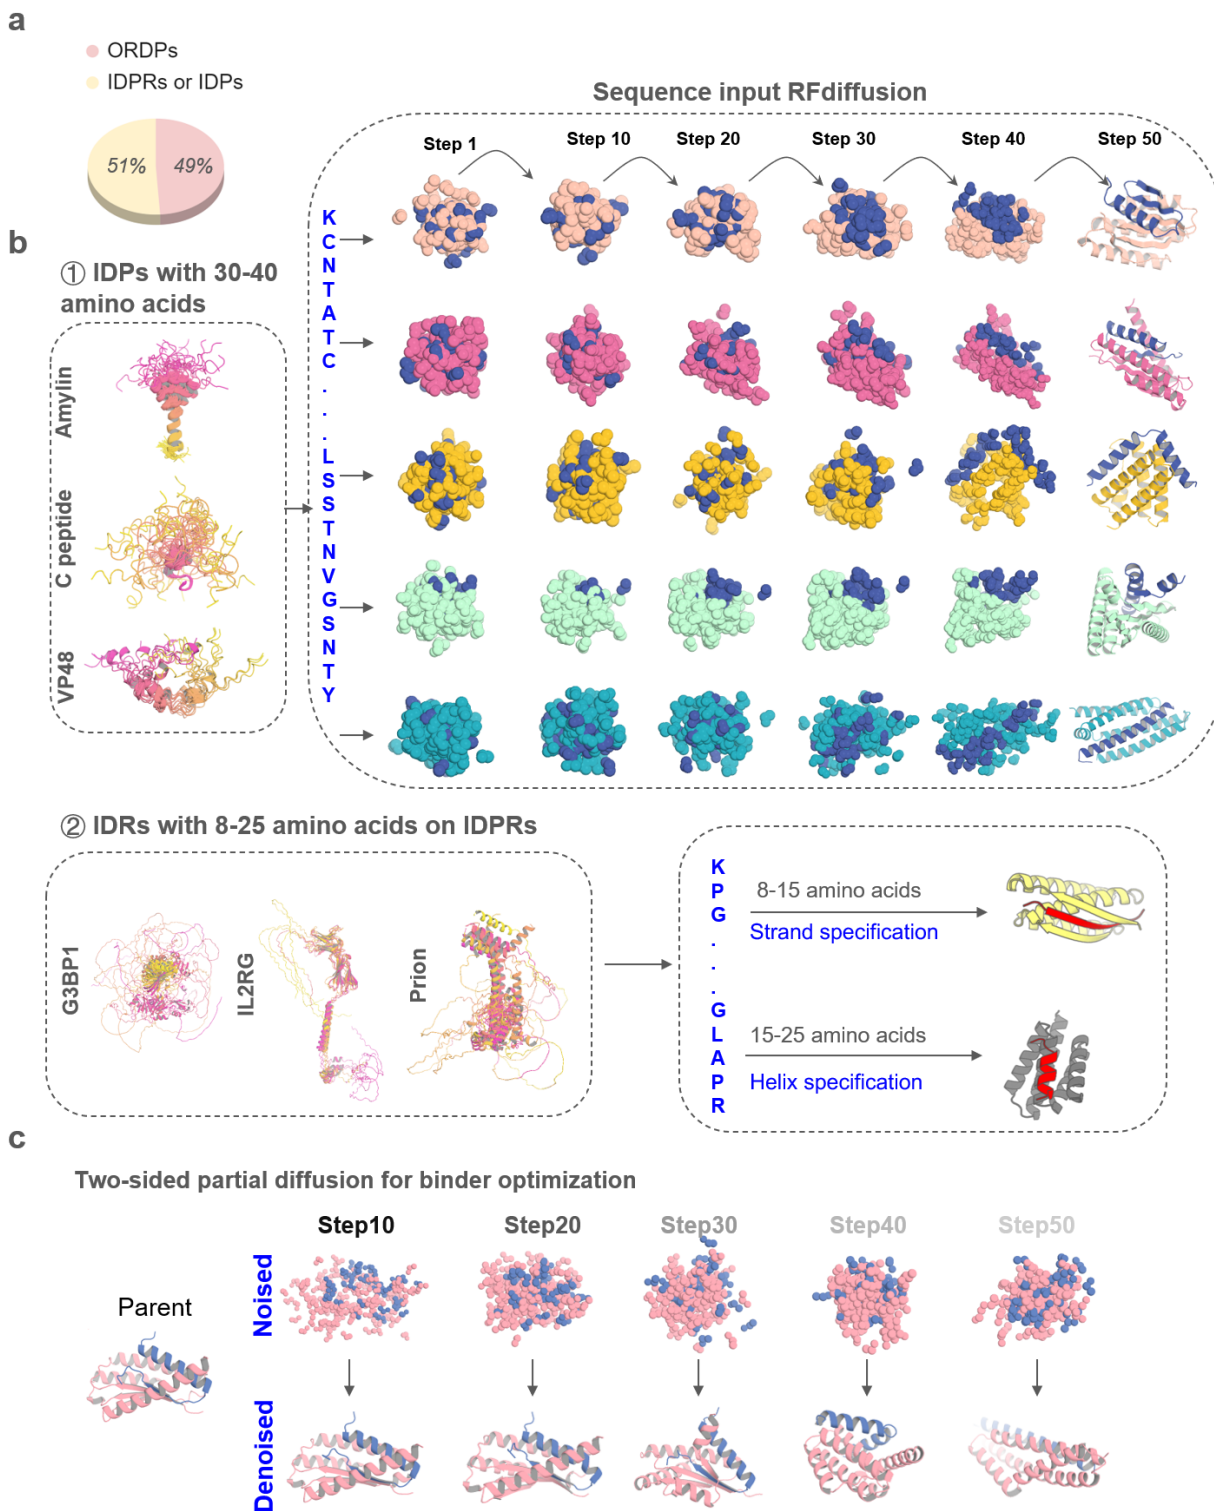 a
ORDPs
IDPRs or IDPs
51%
49%
Sequence input RFdiffusion
Step 1
Step 10
Step 20
Step 30
Step 40
Step 50
b
① IDPs with 30-40
amino acids
Amylin
C peptide
VP48
K
C
N
T
A
T
C
.
.
.
L
S
S
T
N
V
G
S
N
T
Y
② IDRs with 8-25 amino acids on IDPRs
G3BP1
IL2RG
Prion
K
P
G
.
.
.
G
L
A
P
R
8-15 amino acids
Strand specification
15-25 amino acids
Helix specification
c
Two-sided partial diffusion for binder optimization
Step10
Step20
Step30
Step40
Step50
Parent
Noised
Denoised